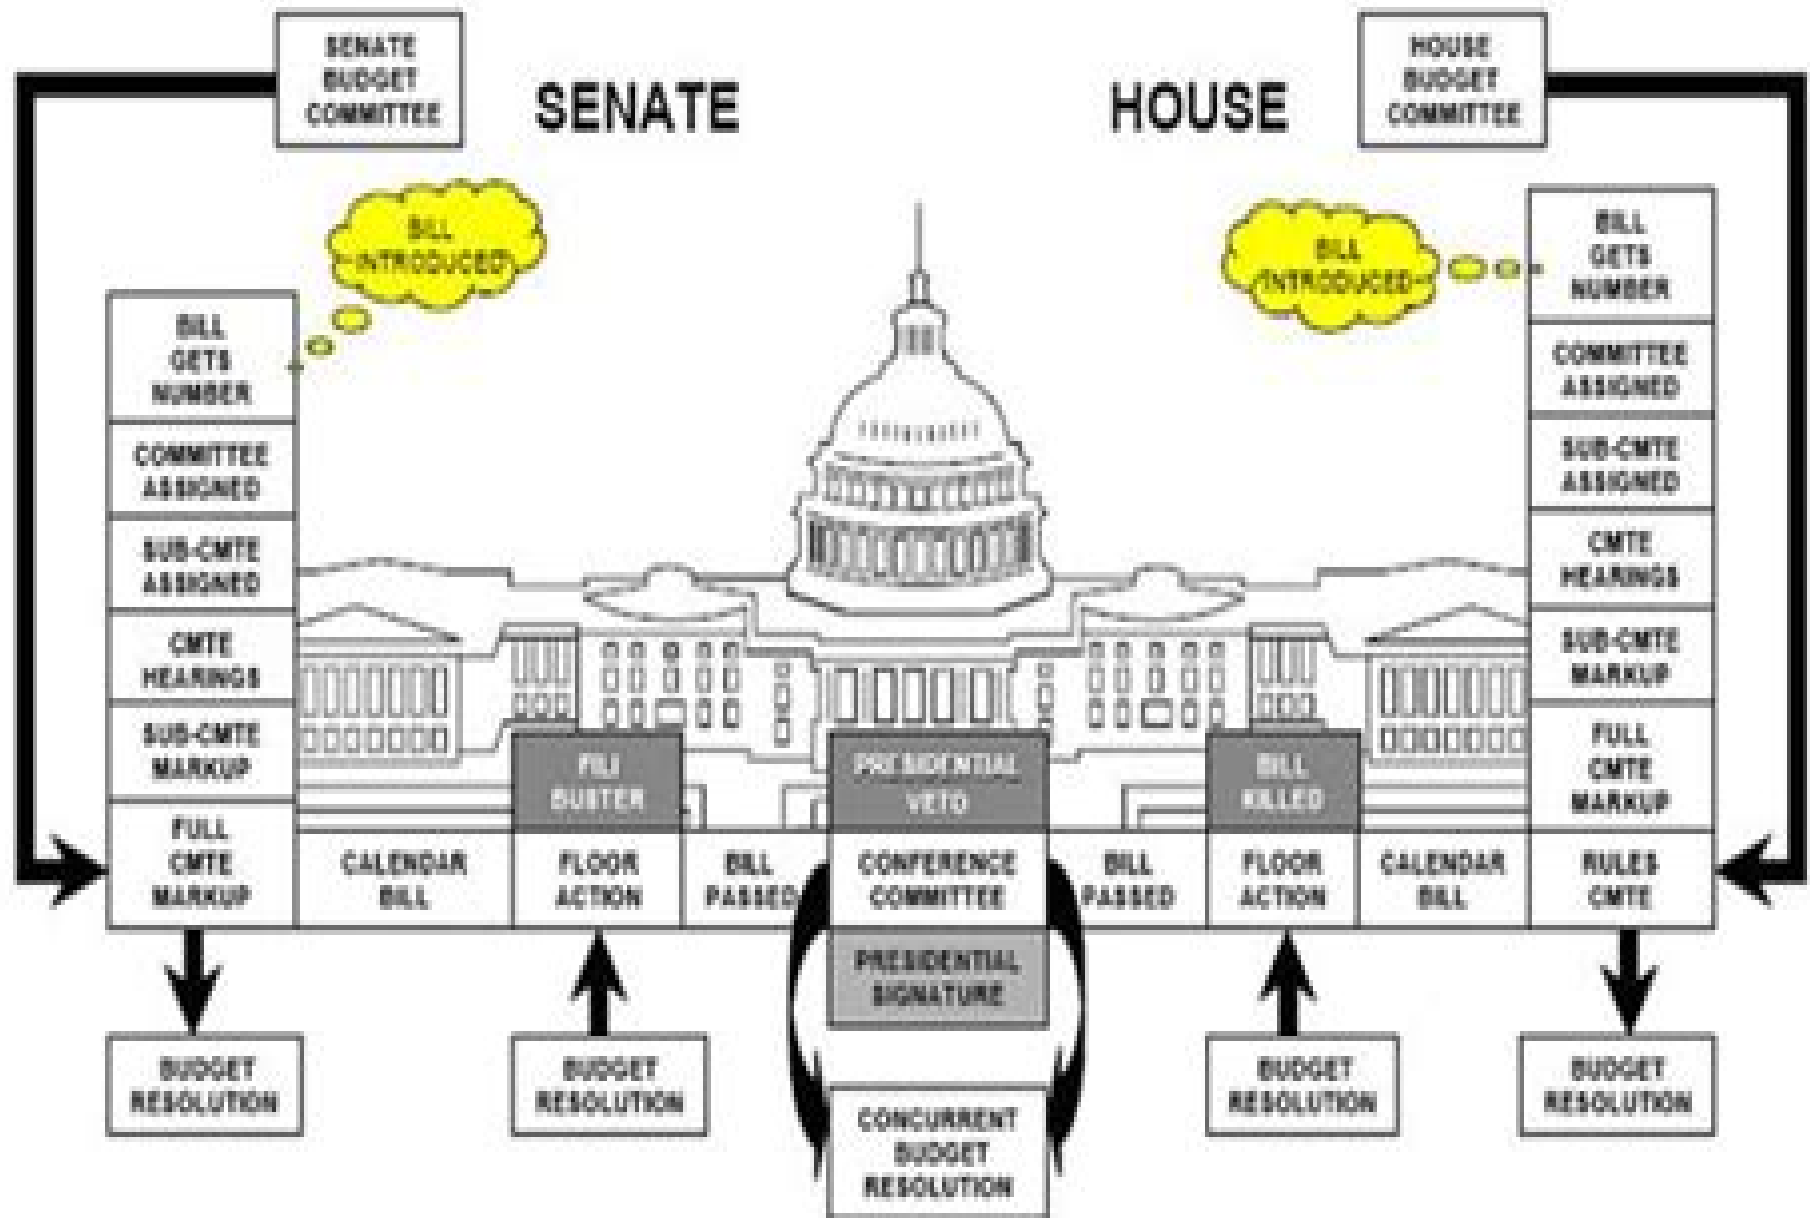 SENATE
BUDGET
COMMITTEE
SENATE
HOUSE
HOUSE
BUDGET
COMMITTEE
BILL
INTRODUCED
BILL
INTRODUCED
BILL
GETS
NUMBER
COMMITTEE
ASSIGNED
SUB-CMTE
ASSIGNED
CMTE
HEARINGS
SUB-CMTE
MARKUP
FULL
CMTE
MARKUP
BILL
GETS
NUMBER
COMMITTEE
ASSIGNED
SUB-CMTE
ASSIGNED
CMTE
HEARINGS
SUB-CMTE
MARKUP
FULL
CMTE
MARKUP
FILI
BUSTER
PRESIDENTIAL
VETO
BILL
KILLED
CALENDAR
BILL
FLOOR
ACTION
BILL
PASSED
CONFERENCE
COMMITTEE
BILL
PASSED
FLOOR
ACTION
CALENDAR
BILL
RULES
CMTE
PRESIDENTIAL
SIGNATURE
BUDGET
RESOLUTION
BUDGET
RESOLUTION
CONCURRENT
BUDGET
RESOLUTION
BUDGET
RESOLUTION
BUDGET
RESOLUTION